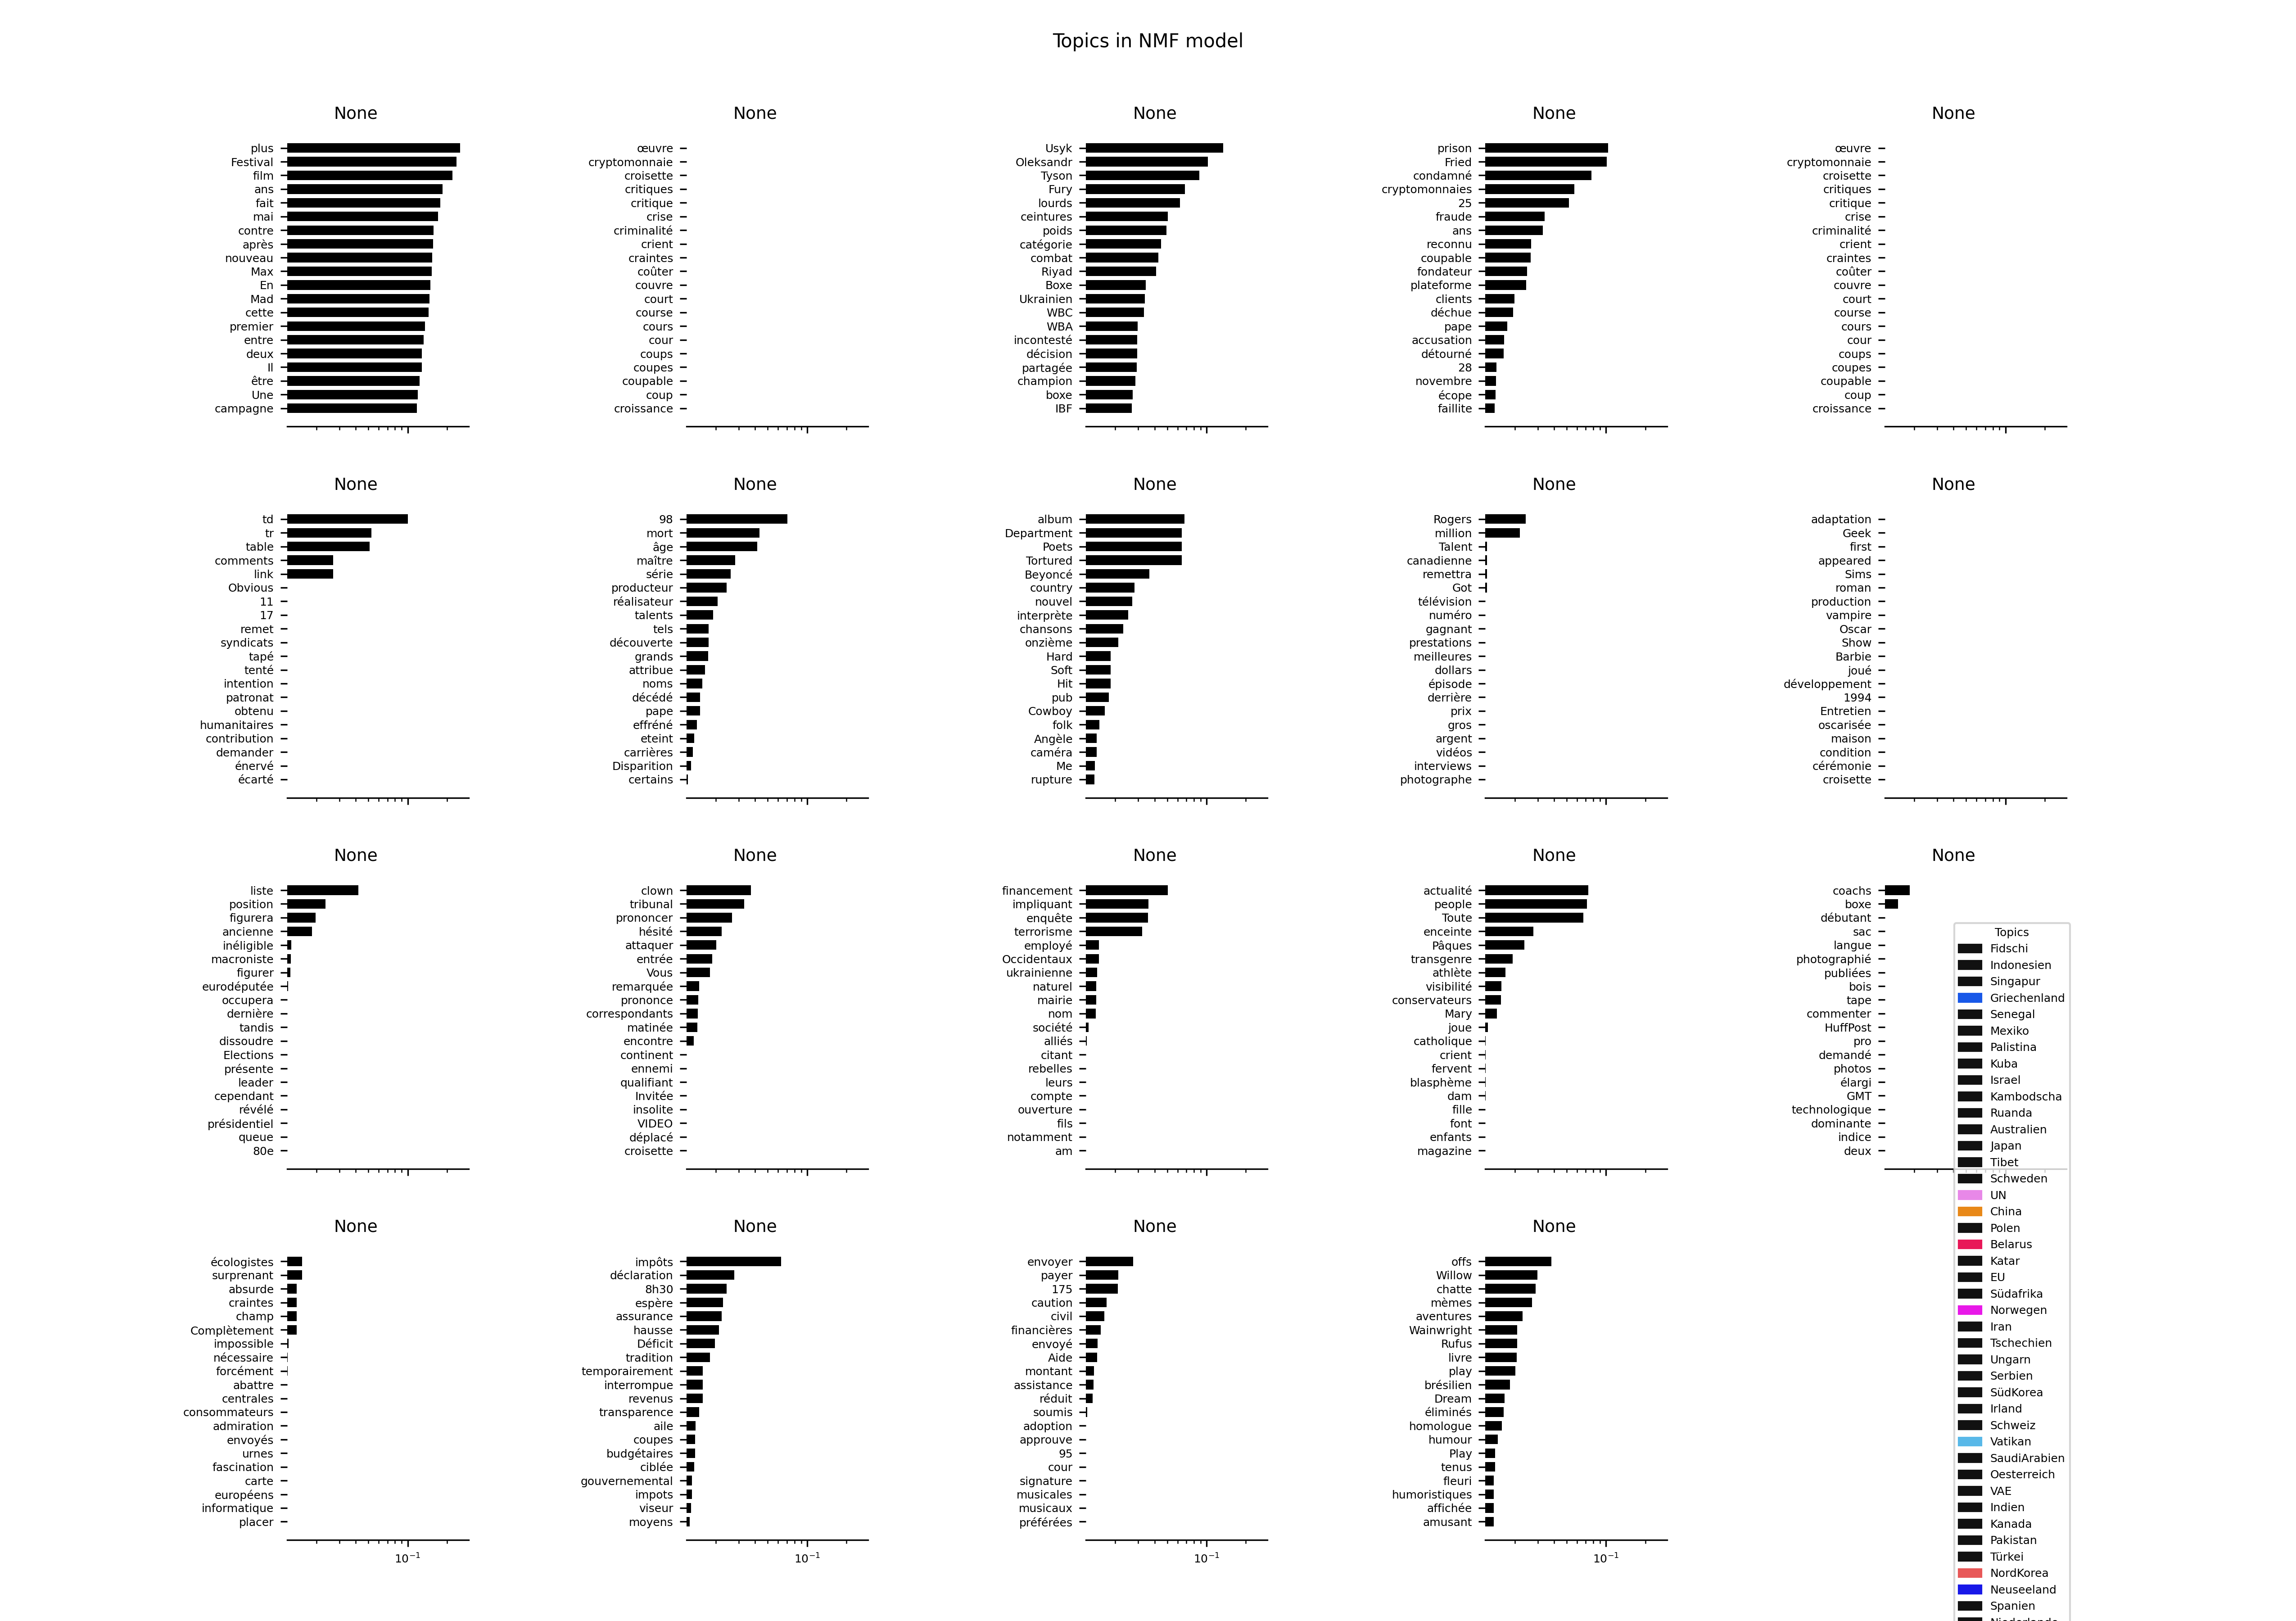 Topics in NMF model
None
plus
Festival
film
ans
fait
mai
contre
après
nouveau
Max
En
Mad
cette
premier
entre
deux
Il
être
Une
campagne
None
œuvre
cryptomonnaie
croisette
critiques
critique
crise
criminalité
crient
craintes
coûter
couvre
court
course
cours
cour
coups
coupes
coupable
coup
croissance
None
Usyk
Oleksandr
Tyson
Fury
lourds
ceintures
poids
catégorie
combat
Riyad
Boxe
Ukrainien
WBC
WBA
incontesté
décision
partagée
champion
boxe
IBF
None
prison
Fried
condamné
cryptomonnaies
25
fraude
ans
reconnu
coupable
fondateur
plateforme
clients
déchue
pape
accusation
détourné
28
novembre
écope
faillite
None
œuvre
cryptomonnaie
croisette
critiques
critique
crise
criminalité
crient
craintes
coûter
couvre
court
course
cours
cour
coups
coupes
coupable
coup
croissance
None
td
tr
table
comments
link
Obvious
11
17
remet
syndicats
tapé
tenté
intention
patronat
obtenu
humanitaires
contribution
demander
énervé
écarté
None
98
mort
âge
maître
série
producteur
réalisateur
talents
tels
découverte
grands
attribue
noms
décédé
pape
effréné
eteint
carrières
Disparition
certains
None
album
Department
Poets
Tortured
Beyoncé
country
nouvel
interprète
chansons
onzième
Hard
Soft
Hit
pub
Cowboy
folk
Angèle
caméra
Me
rupture
None
Rogers
million
Talent
canadienne
remettra
Got
télévision
numéro
gagnant
prestations
meilleures
dollars
épisode
derrière
prix
gros
argent
vidéos
interviews
photographe
None
adaptation
Geek
first
appeared
Sims
roman
production
vampire
Oscar
Show
Barbie
joué
développement
1994
Entretien
oscarisée
maison
condition
cérémonie
croisette
None
liste
position
figurera
ancienne
inéligible
macroniste
figurer
eurodéputée
occupera
dernière
tandis
dissoudre
Elections
présente
leader
cependant
révélé
présidentiel
queue
80e
None
clown
tribunal
prononcer
hésité
attaquer
entrée
Vous
remarquée
prononce
correspondants
matinée
encontre
continent
ennemi
qualifiant
Invitée
insolite
VIDEO
déplacé
croisette
None
financement
impliquant
enquête
terrorisme
employé
Occidentaux
ukrainienne
naturel
mairie
nom
société
alliés
citant
rebelles
leurs
compte
ouverture
fils
notamment
am
None
actualité
people
Toute
enceinte
Pâques
transgenre
athlète
visibilité
conservateurs
Mary
joue
catholique
crient
fervent
blasphème
dam
fille
font
enfants
magazine
None
coachs
boxe
débutant
sac
langue
photographié
publiées
bois
tape
commenter
HuffPost
pro
demandé
photos
élargi
GMT
technologique
dominante
indice
deux
None
écologistes
surprenant
absurde
craintes
champ
Complètement
impossible
nécessaire
forcément
abattre
centrales
consommateurs
admiration
envoyés
urnes
fascination
carte
européens
informatique
placer
10⁻¹
None
impôts
déclaration
8h30
espère
assurance
hausse
Déficit
tradition
temporairement
interrompue
revenus
transparence
aile
coupes
budgétaires
ciblée
gouvernemental
impots
viseur
moyens
10⁻¹
None
envoyer
payer
175
caution
civil
financières
envoyé
Aide
montant
assistance
réduit
soumis
adoption
approuve
95
cour
signature
musicales
musicaux
préférées
10⁻¹
None
offs
Willow
chatte
mèmes
aventures
Wainwright
Rufus
livre
play
brésilien
Dream
éliminés
homologue
humour
Play
tenus
fleuri
humoristiques
affichée
amusant
10⁻¹
Topics
Fidschi
Indonesien
Singapur
Griechenland
Senegal
Mexiko
Palistina
Kuba
Israel
Kambodscha
Ruanda
Australien
Japan
Tibet
Schweden
UN
China
Polen
Belarus
Katar
EU
Südafrika
Norwegen
Iran
Tschechien
Ungarn
Serbien
SüdKorea
Irland
Schweiz
Vatikan
SaudiArabien
Oesterreich
VAE
Indien
Kanada
Pakistan
Türkei
NordKorea
Neuseeland
Spanien